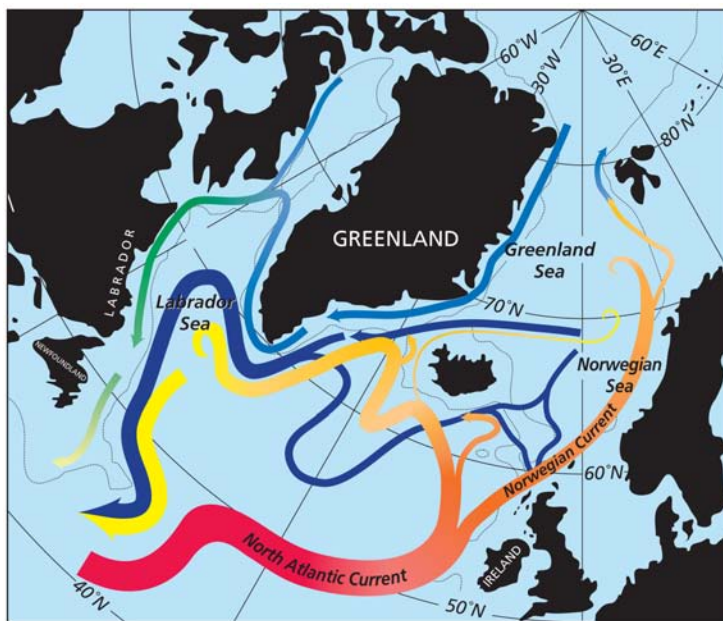 60°W
30°W
30°E
60°E
80°N
GREENLAND
Greenland
Sea
LABRADOR
Labrador
Sea
70°N
NEWFOUNDLAND
Norwegian
Sea
Norwegian Current
60°N
North Atlantic Current
IRELAND
40°N
50°N